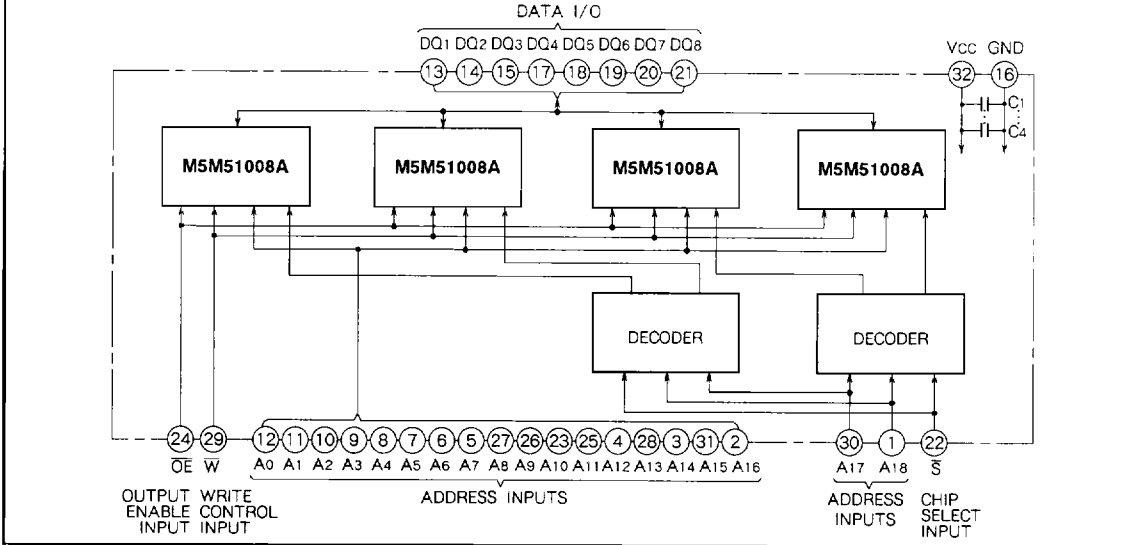 DATA I/O
DQ1 DQ2 DQ3 DQ4 DQ5 DQ6 DQ7 DQ8
VCC GND
13 14 15 17 18 19 20 21
32 16
C1
C4
M5M51008A M5M51008A M5M51008A M5M51008A
DECODER DECODER
24 29 12 11 10 9 8 7 6 5 27 26 23 25 4 28 3 31 2 30 1 22
OE W A0 A1 A2 A3 A4 A5 A6 A7 A8 A9 A10 A11 A12 A13 A14 A15 A16 A17 A18 S
OUTPUT ENABLE INPUT
WRITE CONTROL INPUT
ADDRESS INPUTS
ADDRESS INPUTS
CHIP SELECT INPUT